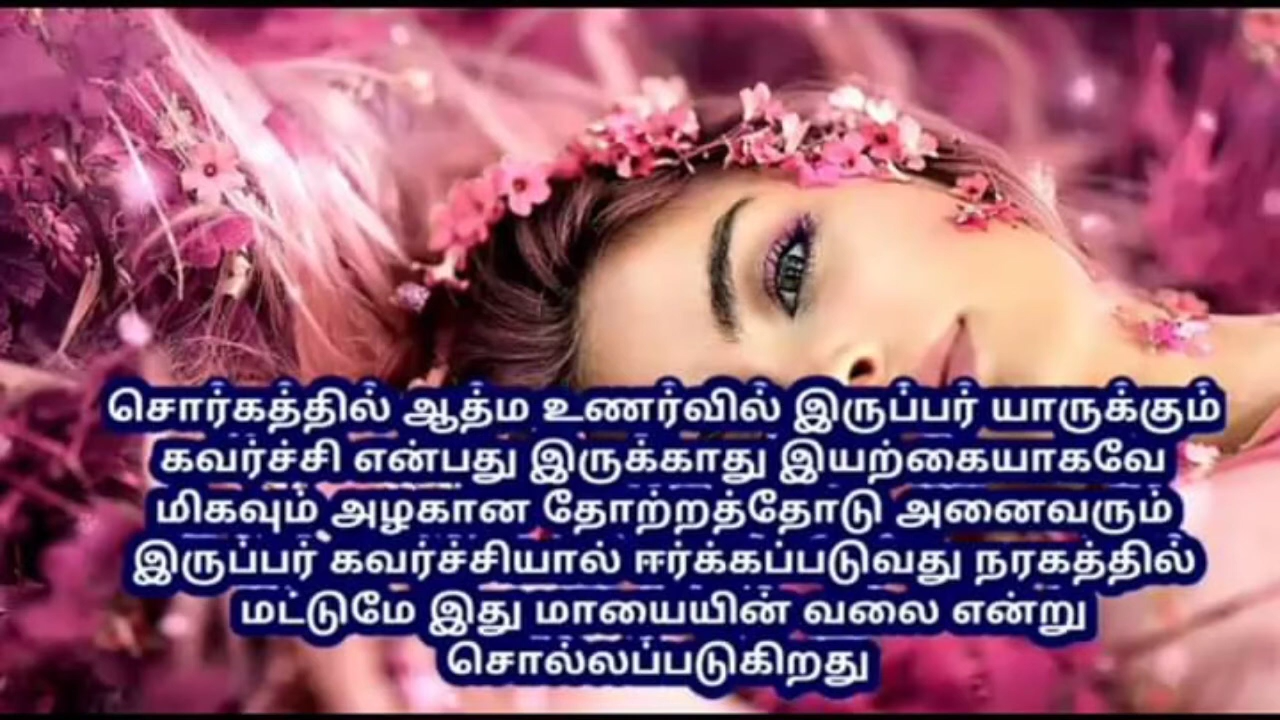 சொர்கத்தில் ஆத்ம உணர்வில் இருப்பர் யாருக்கும்
கவர்ச்சி என்பது இருக்காது இயற்கையாகவே
மிகவும் அழகான தோற்றத்தோடு அனைவரும்
இருப்பர் கவர்ச்சியால் ஈர்க்கப்படுவது நரகத்தில்
மட்டுமே இது மாயையின் வலை என்று
சொல்லப்படுகிறது